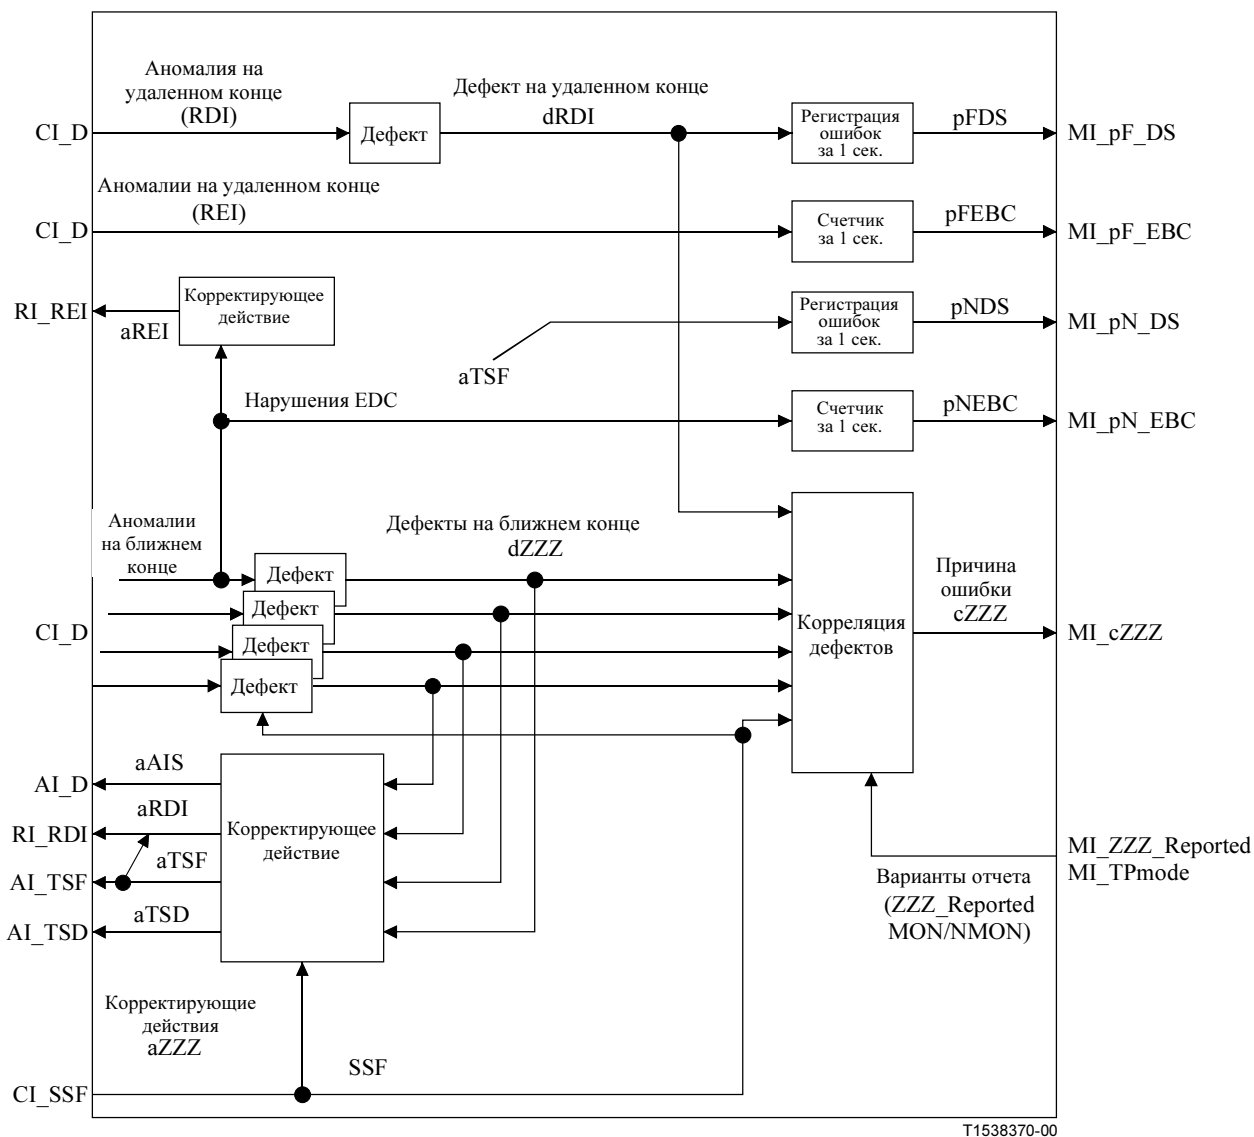 Аномалия на
удаленном конце
(RDI)
Дефект на удаленном конце
dRDI
CI_D
Дефект
Регистрация
ошибок
за 1 сек.
pFDS
MI_pF_DS
Аномалии на удаленном конце
(REI)
CI_D
Счетчик
за 1 сек.
pFEBC
MI_pF_EBC
RI_REI
aREI
Корректирующее
действие
aTSF
Регистрация
ошибок
за 1 сек.
pNDS
MI_pN_DS
Нарушения EDC
Счетчик
за 1 сек.
pNEBC
MI_pN_EBC
Аномалии
на ближнем
конце
Дефекты на ближнем конце
dZZZ
Дефект
Дефект
Дефект
Дефект
CI_D
Корреляция
дефектов
Причина
ошибки
cZZZ
MI_cZZZ
AI_D
aAIS
RI_RDI
aRDI
AI_TSF
aTSF
AI_TSD
aTSD
Корректирующее
действие
MI_ZZZ_Reported
MI_TPmode
Варианты отчета
(ZZZ_Reported
MON/NMON)
Корректирующие
действия
aZZZ
SSF
CI_SSF
T1538370-00